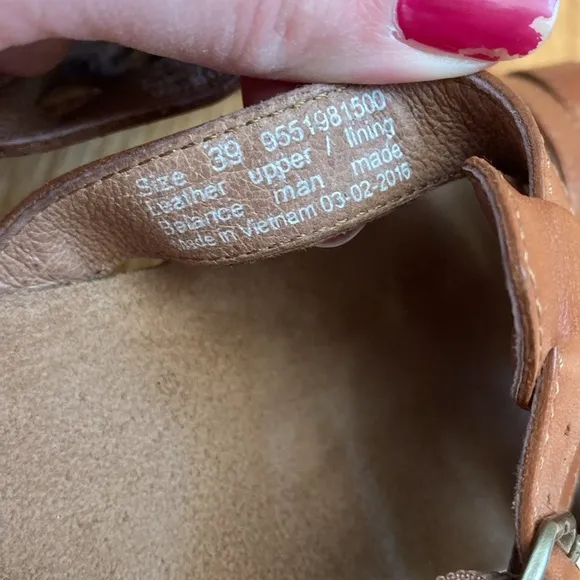 Size 39 9551981500
Leather upper / lining
Balance man made
Made in Vietnam 03-02-2016